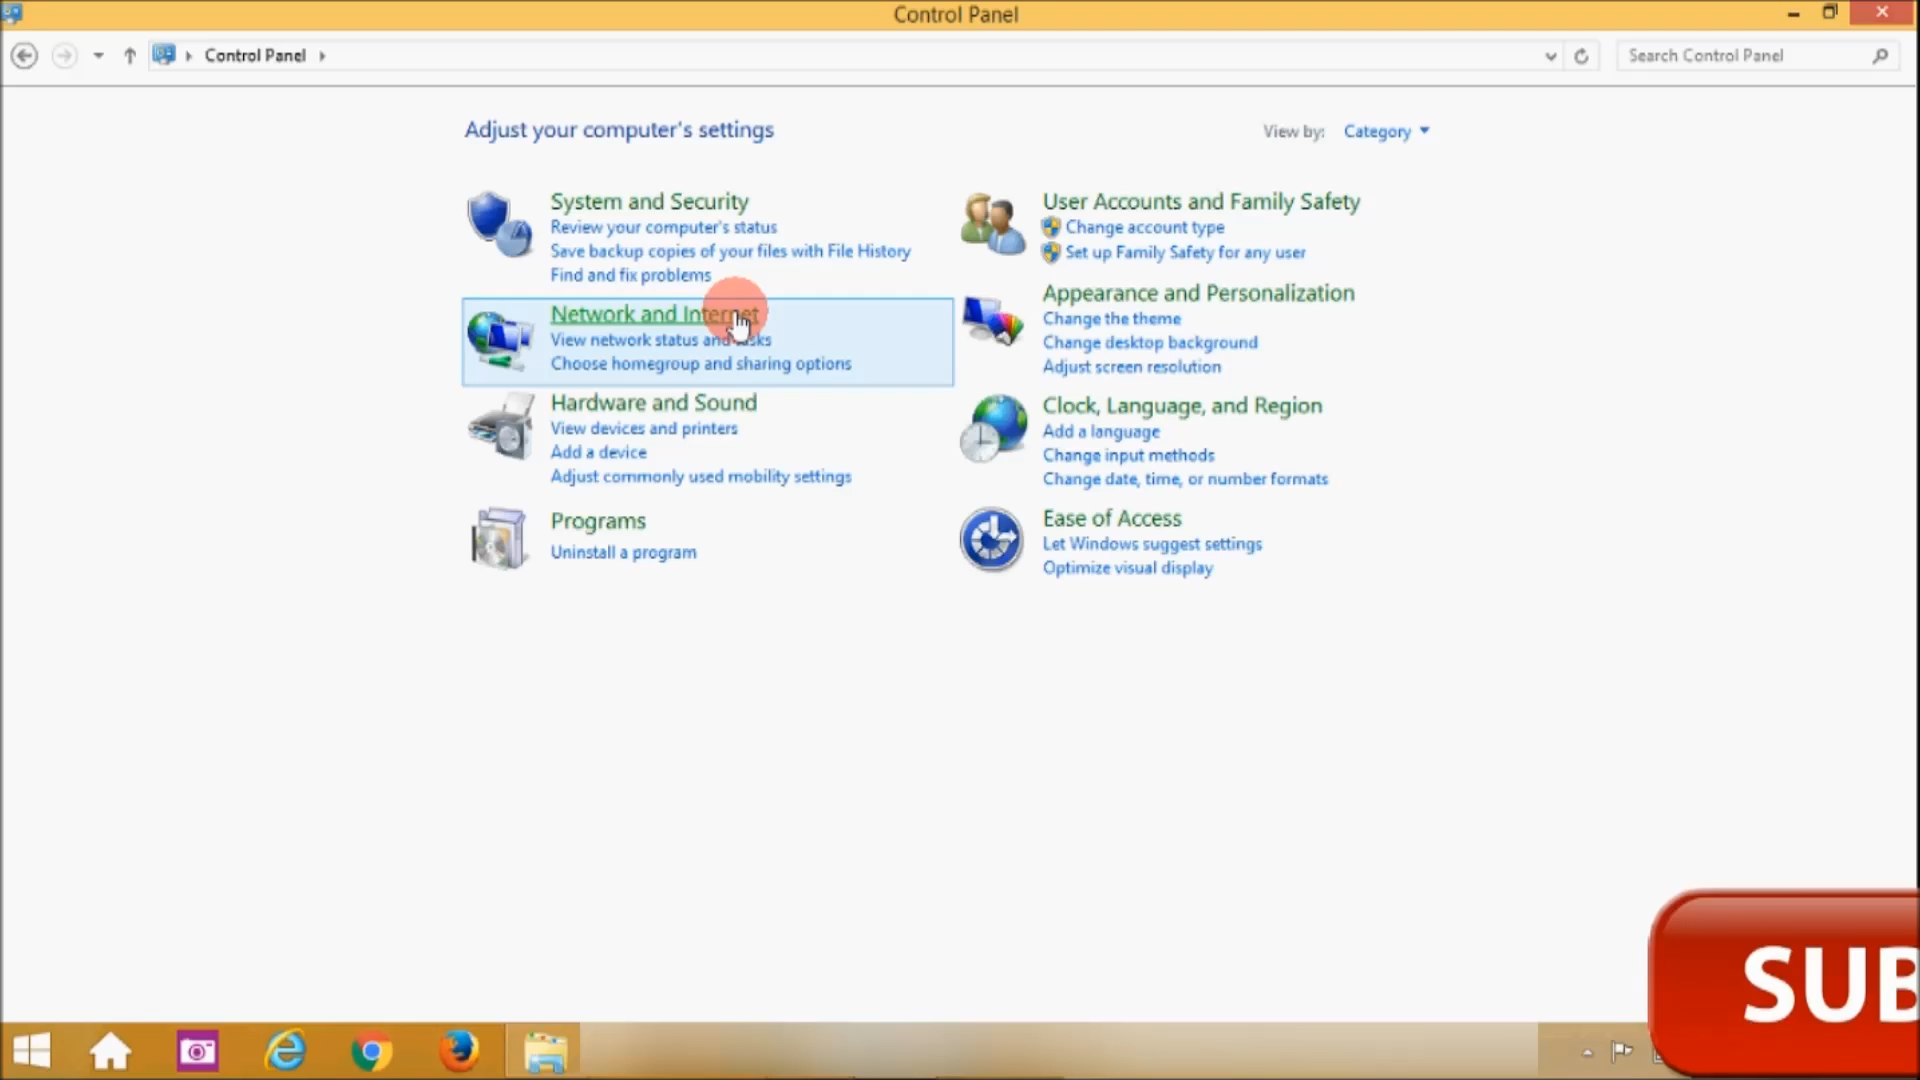 Control Panel
Control Panel
Search Control Panel
Adjust your computer's settings
View by: Category
System and Security
Review your computer's status
Save backup copies of your files with File History
Find and fix problems
Network and Internet
View network status and tasks
Choose homegroup and sharing options
Hardware and Sound
View devices and printers
Add a device
Adjust commonly used mobility settings
Programs
Uninstall a program
User Accounts and Family Safety
Change account type
Set up Family Safety for any user
Appearance and Personalization
Change the theme
Change desktop background
Adjust screen resolution
Clock, Language, and Region
Add a language
Change input methods
Change date, time, or number formats
Ease of Access
Let Windows suggest settings
Optimize visual display
SUB